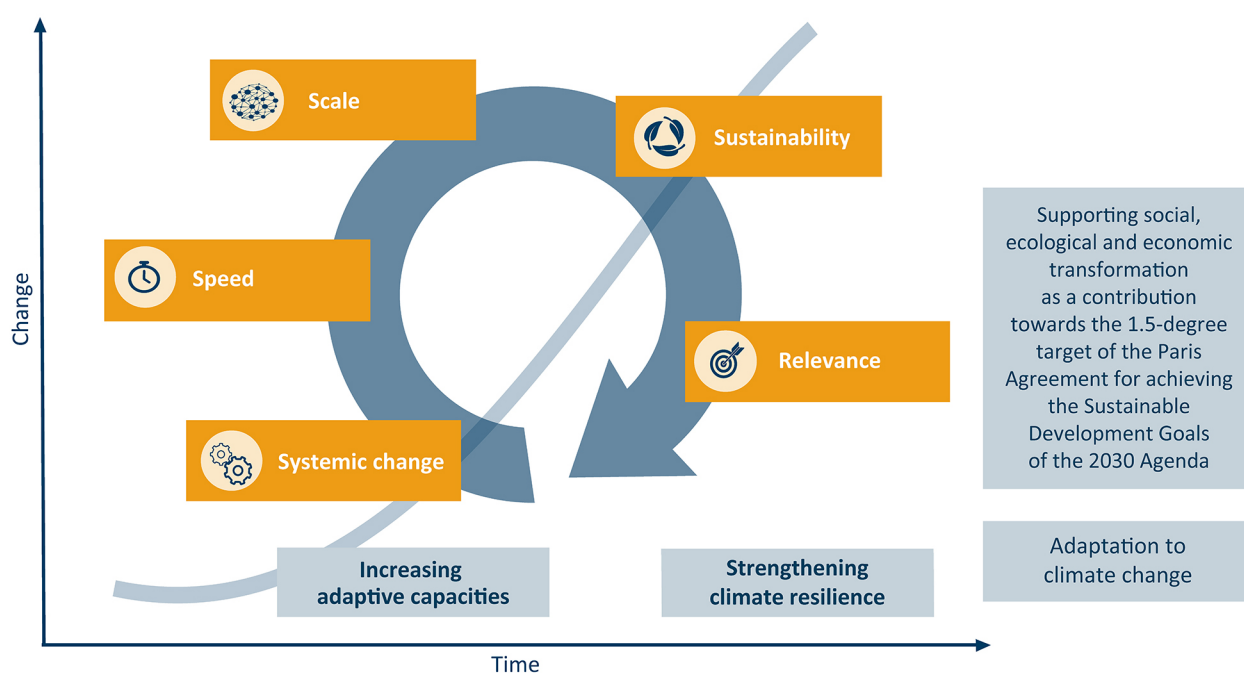 Scale
Sustainability
Speed
Relevance
Systemic change
Change
Time
Increasing
adaptive capacities
Strengthening
climate resilience
Supporting social,
ecological and economic
transformation
as a contribution
towards the 1.5-degree
target of the Paris
Agreement for achieving
the Sustainable
Development Goals
of the 2030 Agenda
Adaptation to
climate change